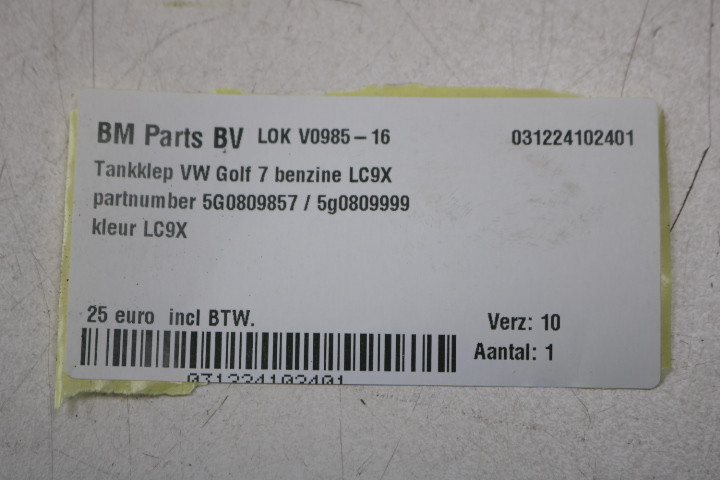 BM Parts BV LOK V0985-16 031224102401
Tankklep VW Golf 7 benzine LC9X
partnumber 5G0809857 / 5g0809999
kleur LC9X
25 euro incl BTW. Verz: 10
Aantal: 1
031224102401